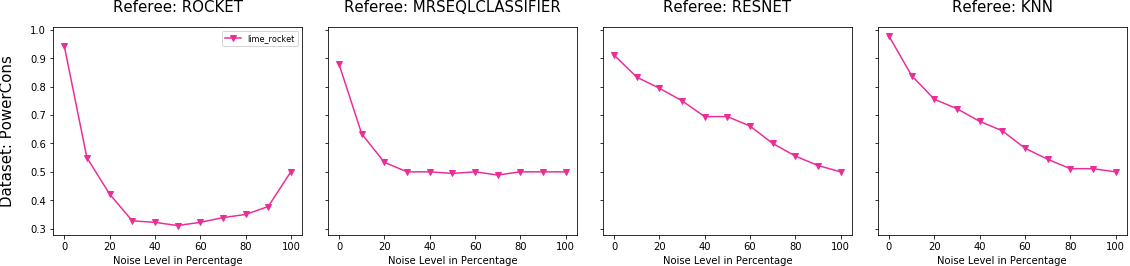 Referee: ROCKET
Referee: MRSEQLCLASSIFIER
Referee: RESNET
Referee: KNN
Dataset: PowerCons
1.0
0.9
0.8
0.7
0.6
0.5
0.4
0.3
lime_rocket
0 20 40 60 80 100
0 20 40 60 80 100
0 20 40 60 80 100
0 20 40 60 80 100
Noise Level in Percentage
Noise Level in Percentage
Noise Level in Percentage
Noise Level in Percentage